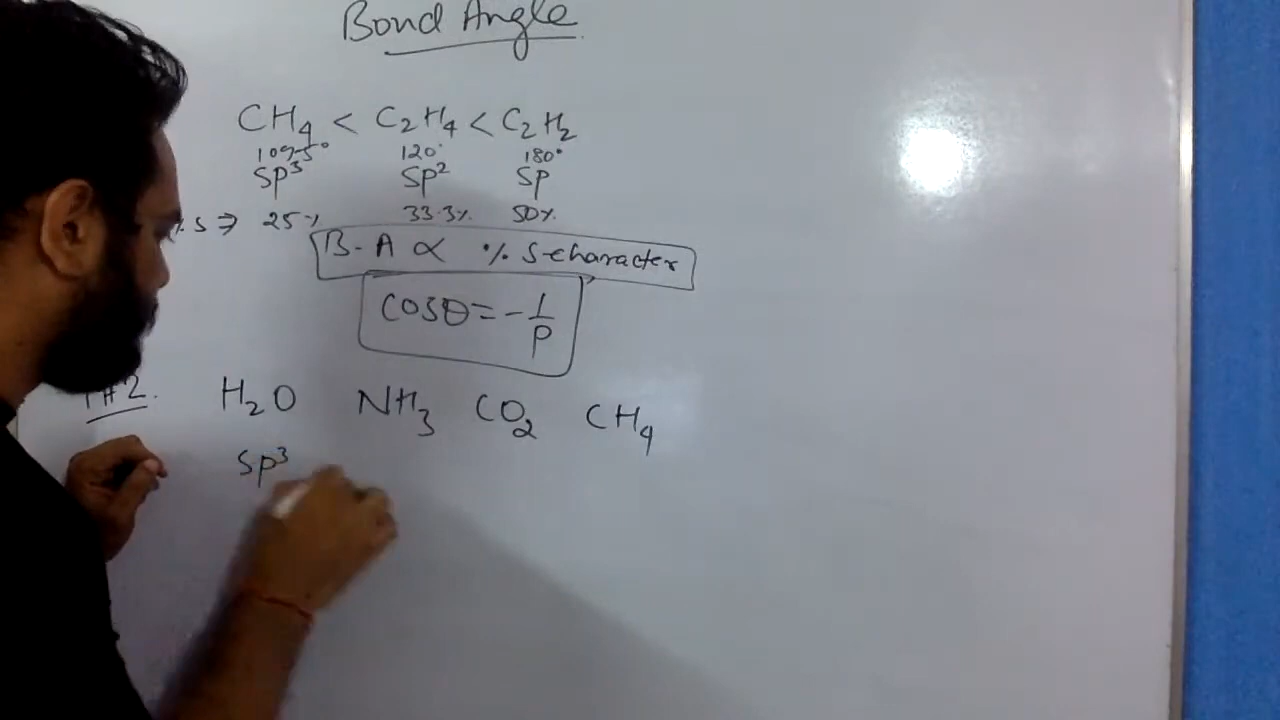 Bond Angle
CH₄ < C₂H₄ < C₂H₂
109.5° 120° 180°
SP³ SP² SP
% S ⇒ 25% 33.3% 50%
B-A ∝ % S-character
COSθ = -1/P
#2. H₂O NH₃ CO₂ CH₄
SP³